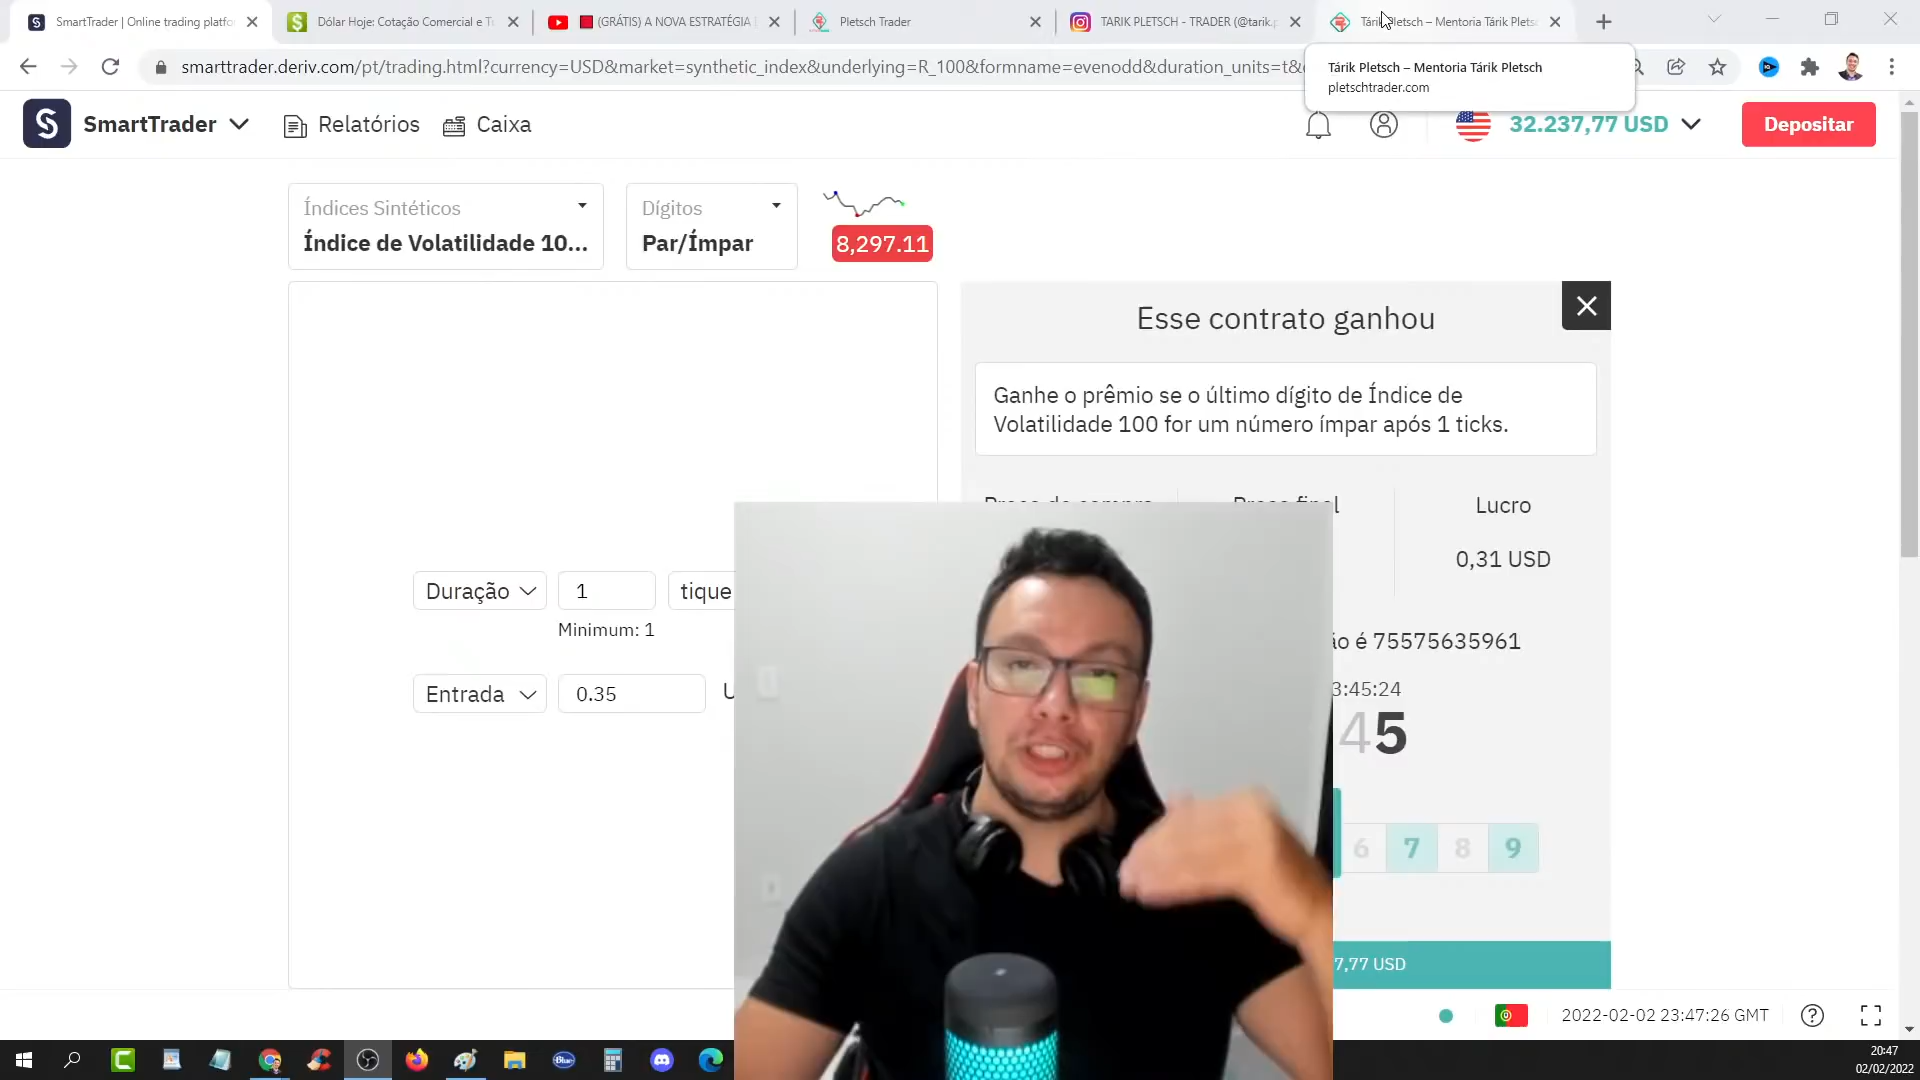 SmartTrader | Online trading platfo
Dólar Hoje: Cotação Comercial e Tu
(GRÁTIS) A NOVA ESTRATÉGIA
Pletsch Trader
TARIK PLETSCH - TRADER (@tarik.p
Tárik Pletsch – Mentoria Tárik Plets
smarttrader.deriv.com/pt/trading.html?currency=USD&market=synthetic_index&underlying=R_100&formname=evenodd&duration_units=t&
Tárik Pletsch – Mentoria Tárik Pletsch
pletschtrader.com
SmartTrader
Relatórios
Caixa
32.237,77 USD
Depositar
Índices Sintéticos
Índice de Volatilidade 10...
Dígitos
Par/Ímpar
8,297.11
Esse contrato ganhou
Ganhe o prêmio se o último dígito de Índice de
Volatilidade 100 for um número ímpar após 1 ticks.
Lucro
0,31 USD
Duração
1
tique
Minimum: 1
Entrada
0.35
ão é 75575635961
3:45:24
45
6 7 8 9
7,77 USD
2022-02-02 23:47:26 GMT
20:47
02/02/2022